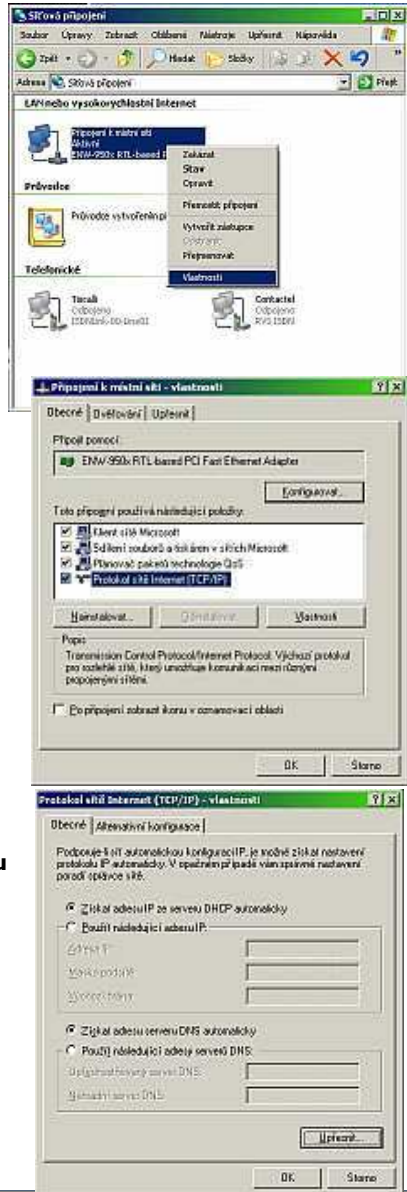 Síťová připojení
Soubor Úpravy Zobrazit Oblíbené Nástroje Upřesnit Nápověda
Zpět Hledat Složky
Adresa Síťová připojení Přejít
LAN nebo vysokorychlostní Internet
Připojení k místní síti
Aktivní
ENW-950x RTL-based P
Zakázat
Stav
Opravit
Přemostit připojení
Vytvořit zástupce
Odstranit
Přejmenovat
Vlastnosti
Průvodce
Průvodce vytvořením
Telefonické
Tiscali
Odpojeno
Contactel
Odpojeno
RVS ISDN
Připojení k místní síti - vlastnosti
Obecné Ověřování Upřesnit
Připojit pomocí:
ENW-950x RTL-based PCI Fast Ethernet Adapter
Konfigurovat...
Toto připojení používá následující položky:
Klient sítě Microsoft
Sdílení souborů a tiskáren v sítích Microsoft
Plánovač paketů technologie QoS
Protokol sítě Internet (TCP/IP)
Nainstalovat... Odinstalovat Vlastnosti
Popis
Transmission Control Protocol/Internet Protocol. Výchozí protokol
pro rozlehlé sítě, který umožňuje komunikaci mezi různými
propojenými sítěmi.
Po připojení zobrazit ikonu v oznamovací oblasti
OK Storno
Protokol sítě Internet (TCP/IP) - vlastnosti
Obecné Alternativní konfigurace
Podporuje-li síť automatickou konfiguraci IP, je možné získat nastavení
protokolu IP automaticky. V opačném případě vám správné nastavení
poradí správce sítě.
u
Získat adresu IP ze serveru DHCP automaticky
Použít následující adresu IP:
Adresa IP:
Maska podsítě:
Výchozí brána:
Získat adresu serveru DNS automaticky
Použít následující adresy serverů DNS:
Upřednostňovaný server DNS:
Náhradní server DNS:
Upřesnit...
OK Storno